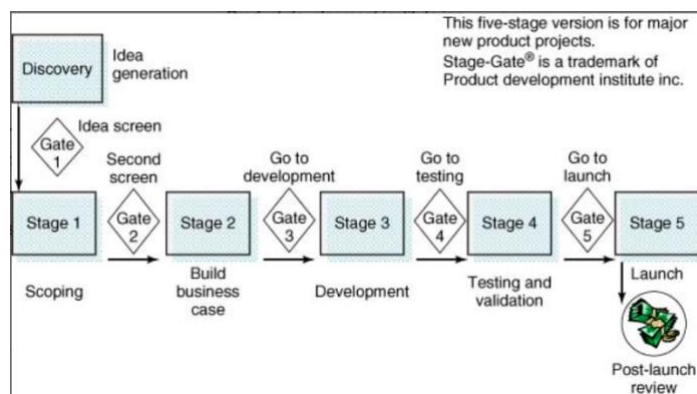 This five-stage version is for major
new product projects.
Stage-Gate® is a trademark of
Product development institute inc.
Discovery
Idea
generation
Idea screen
Gate
1
Second
screen
Go to
development
Go to
testing
Go to
launch
Stage 1
Gate
2
Stage 2
Gate
3
Stage 3
Gate
4
Stage 4
Gate
5
Stage 5
Scoping
Build
business
case
Development
Testing and
validation
Launch
Post-launch
review